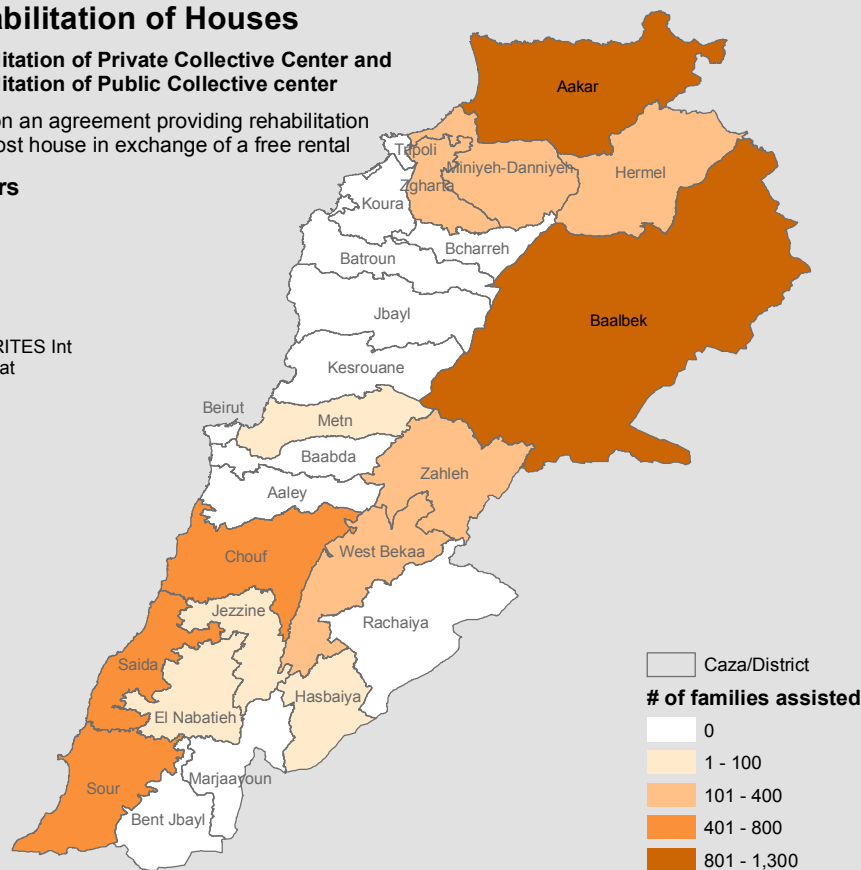 abilitation of Houses
litation of Private Collective Center and
litation of Public Collective center
on an agreement providing rehabilitation
ost house in exchange of a free rental
rs
RITES Int
at
Aakar
Tripoli
Miniyeh-Danniyeh
Hermel
Zgharta
Koura
Bcharreh
Batroun
Jbayl
Baalbek
Kesrouane
Beirut
Metn
Baabda
Zahleh
Aaley
Chouf
West Bekaa
Jezzine
Rachaiya
Saida
Hasbaiya
El Nabatieh
Marjaayoun
Sour
Bent Jbayl
Caza/District
# of families assisted
0
1 - 100
101 - 400
401 - 800
801 - 1,300